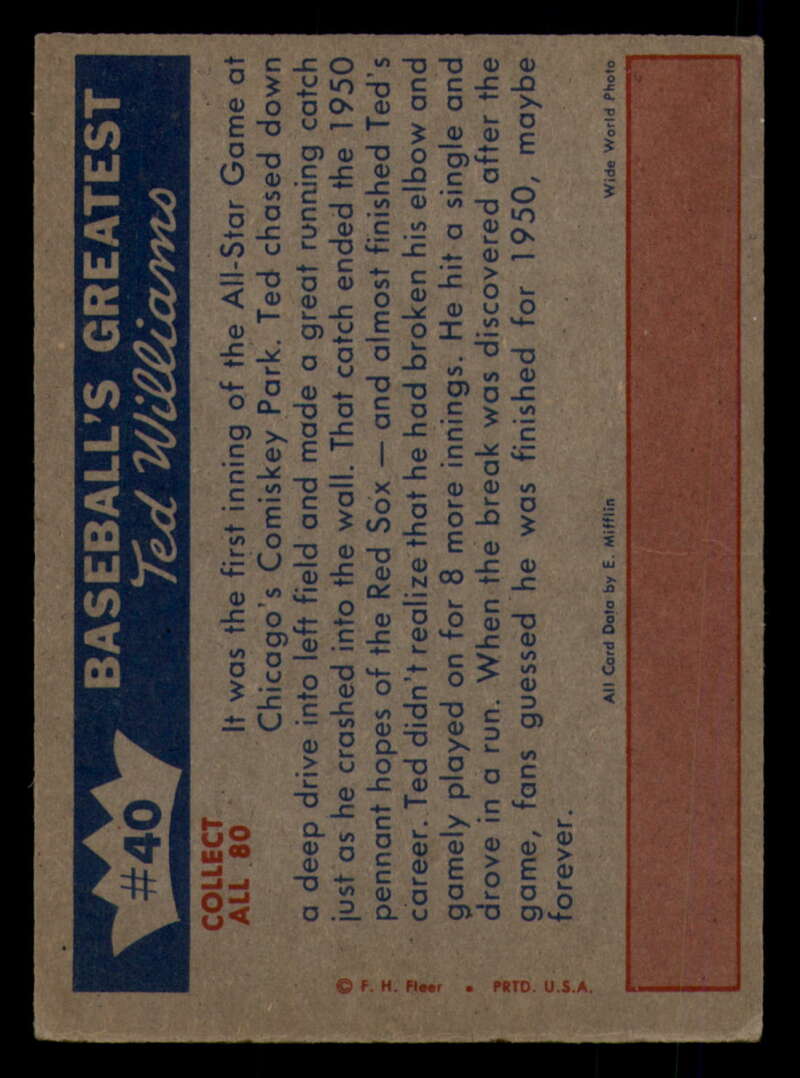 #40
BASEBALL'S GREATEST
Ted Williams
COLLECT
ALL 80
It was the first inning of the All-Star Game at
Chicago's Comiskey Park. Ted chased down
a deep drive into left field and made a great running catch
just as he crashed into the wall. That catch ended the 1950
pennant hopes of the Red Sox — and almost finished Ted's
career. Ted didn't realize that he had broken his elbow and
gamely played on for 8 more innings. He hit a single and
drove in a run. When the break was discovered after the
game, fans guessed he was finished for 1950, maybe
forever.
© F. H. Fleer • PRTD. U.S.A.
All Card Data by E. Mifflin
Wide World Photo